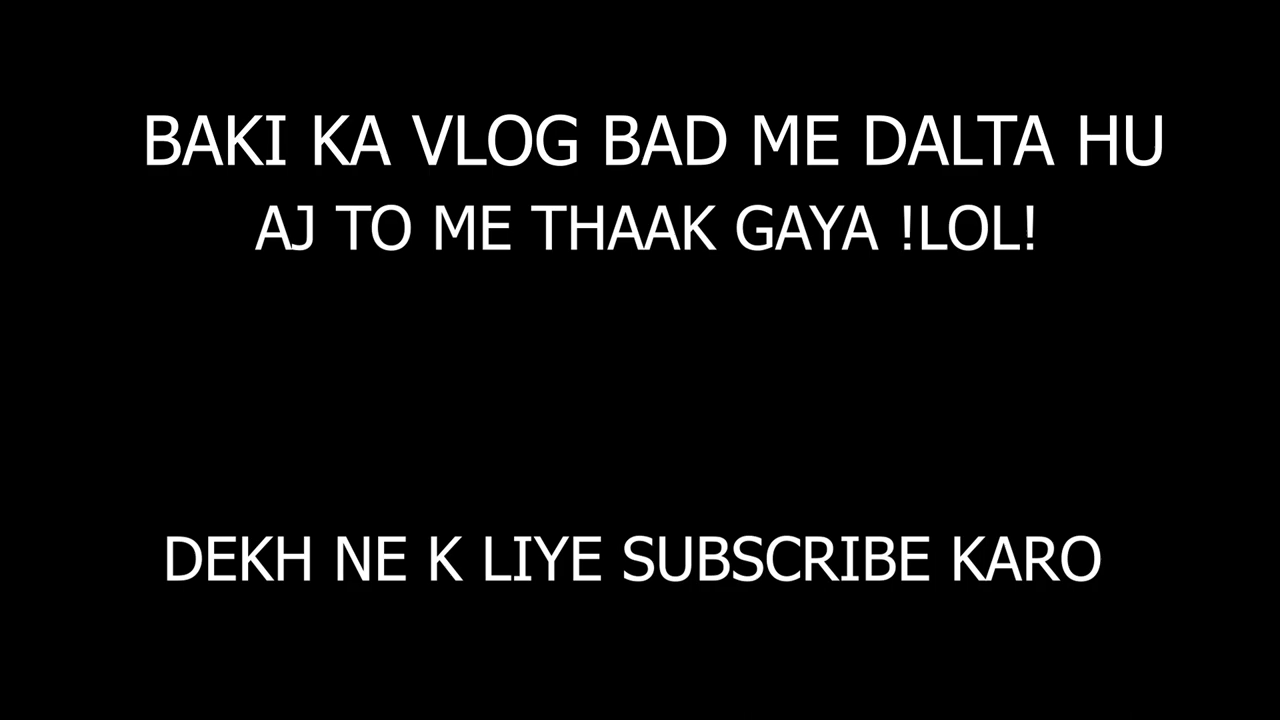 BAKI KA VLOG BAD ME DALTA HU
AJ TO ME THAAK GAYA !LOL!
DEKH NE K LIYE SUBSCRIBE KARO